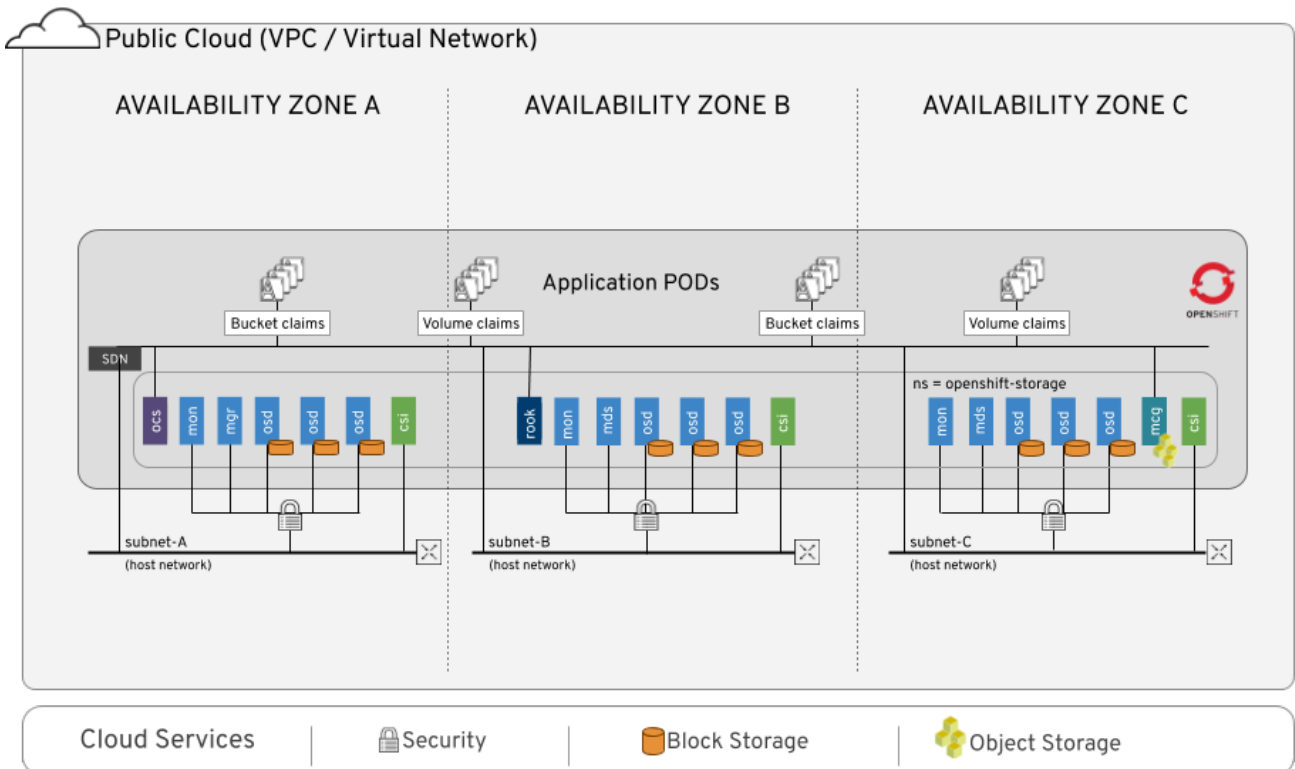 Public Cloud (VPC / Virtual Network)
AVAILABILITY ZONE A
AVAILABILITY ZONE B
AVAILABILITY ZONE C
Application PODs
OPENSHIFT
Bucket claims
Volume claims
Bucket claims
Volume claims
SDN
ns = openshift-storage
ocs
mon
mgr
osd
osd
osd
csi
rook
mon
mds
osd
osd
osd
csi
mon
mds
osd
osd
osd
mcg
csi
subnet-A
(host network)
subnet-B
(host network)
subnet-C
(host network)
Cloud Services
Security
Block Storage
Object Storage